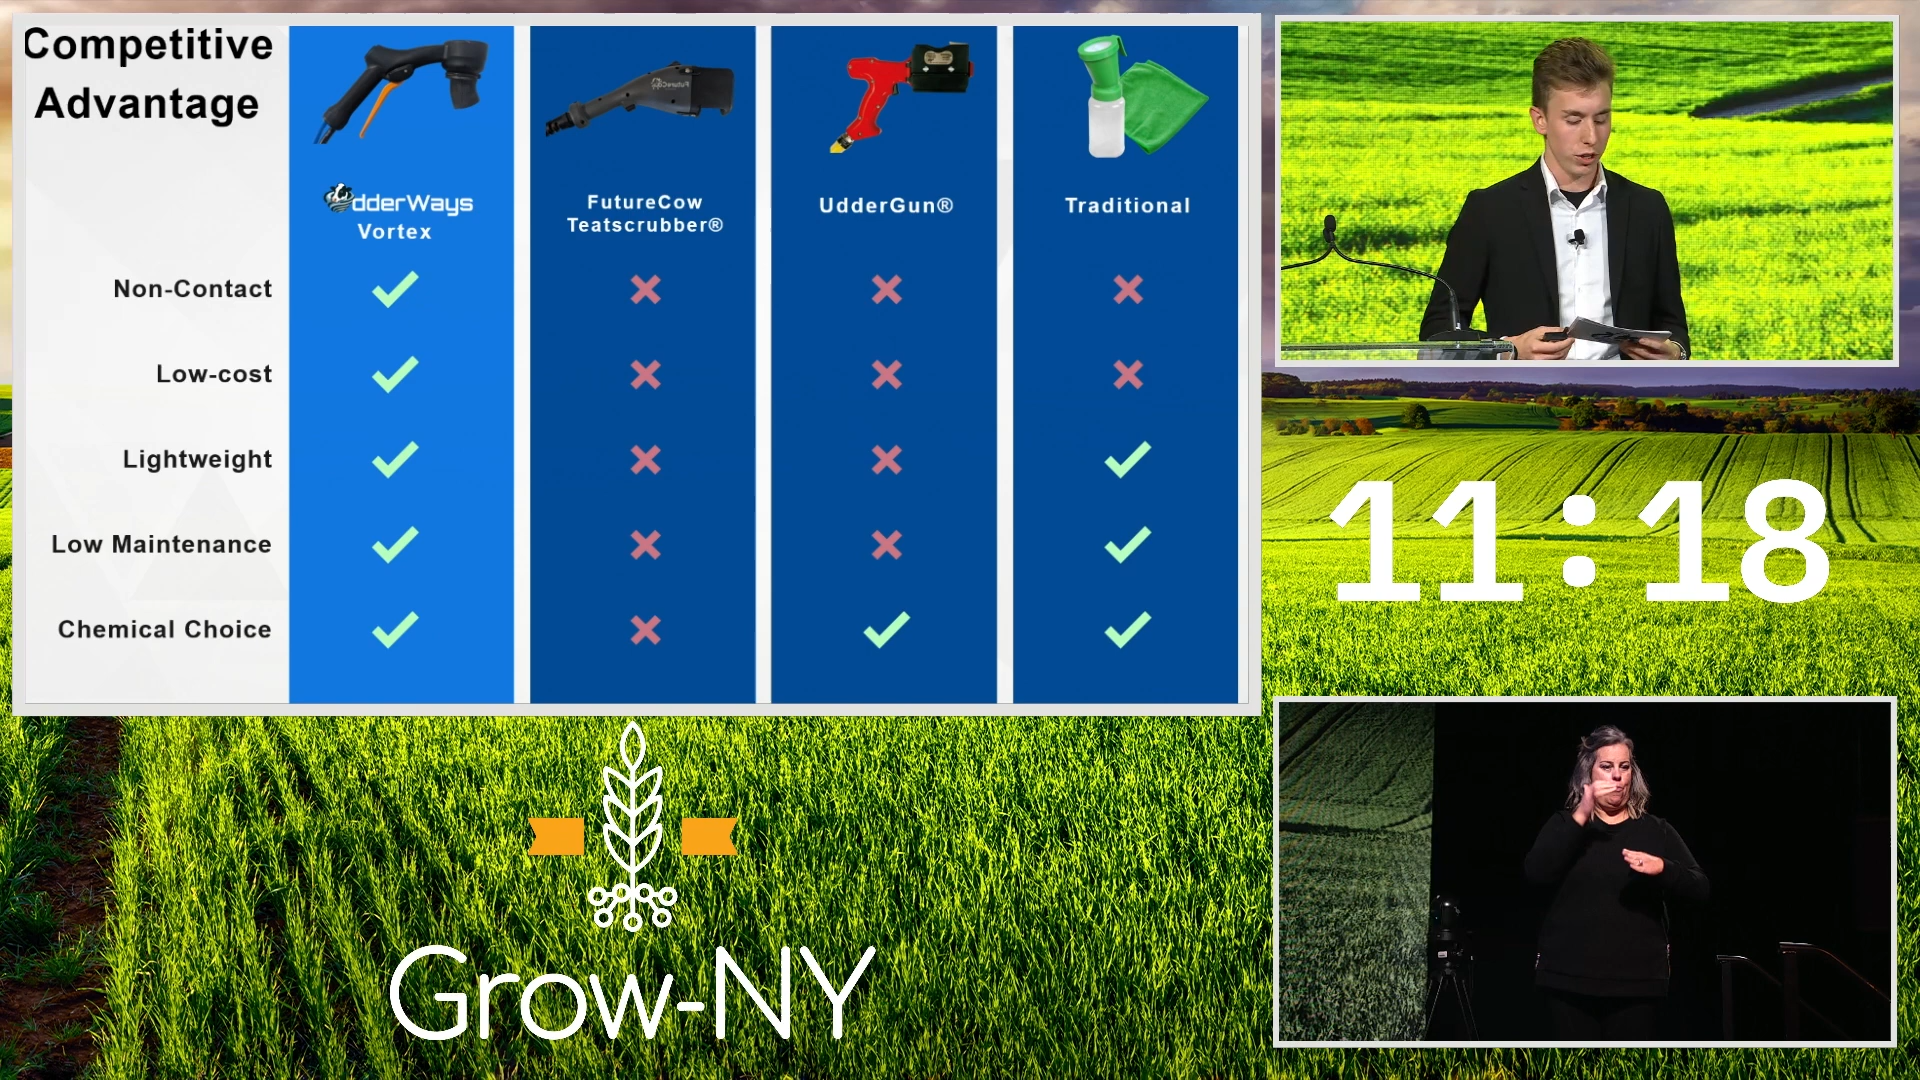 Competitive
Advantage
dderWays
Vortex
FutureCow
Teatscrubber®
UdderGun®
Traditional
Non-Contact
Low-cost
Lightweight
Low Maintenance
Chemical Choice
11:18
Grow-NY